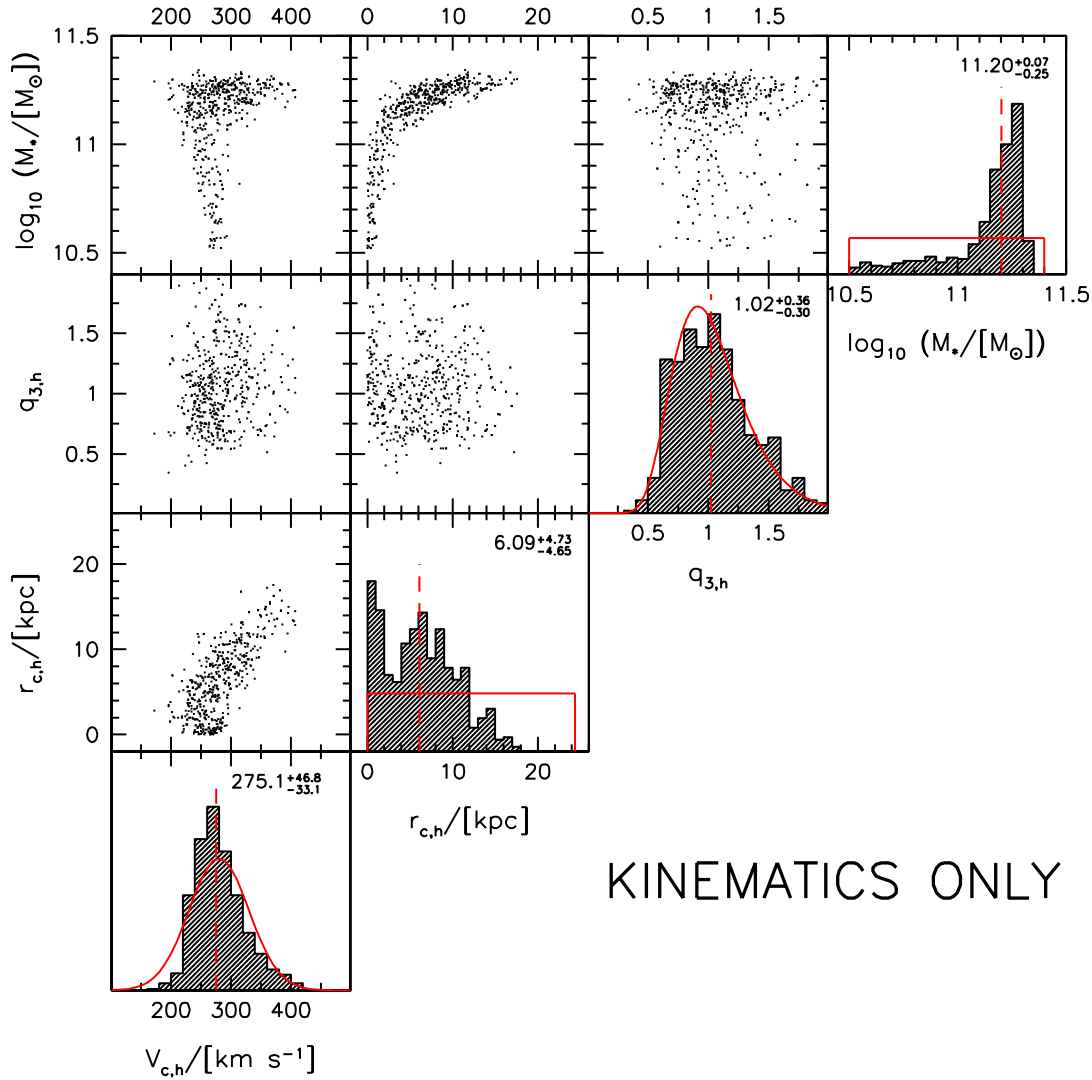 200 300 400 0 10 20 0.5 1 1.5
11.5
11
10.5
log₁₀ (M*/[M⊙])
11.20+0.07 -0.25
10.5 11 11.5
log₁₀ (M*/[M⊙])
1.5
1
0.5
q₃,ₕ
1.02+0.36 -0.30
0.5 1 1.5
q₃,ₕ
20
10
0
r_c,h/[kpc]
6.09+4.73 -4.65
0 10 20
r_c,h/[kpc]
275.1+46.8 -33.1
200 300 400
V_c,h/[km s⁻¹]
KINEMATICS ONLY